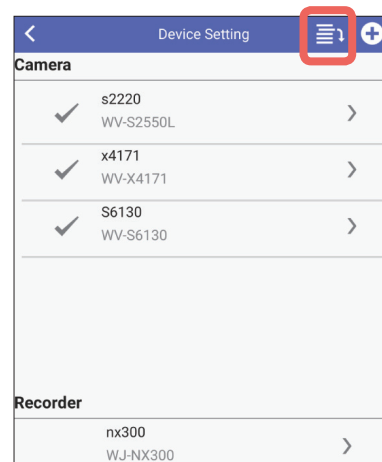 Device Setting
Camera
s2220
WV-S2550L
x4171
WV-X4171
S6130
WV-S6130
Recorder
nx300
WJ-NX300